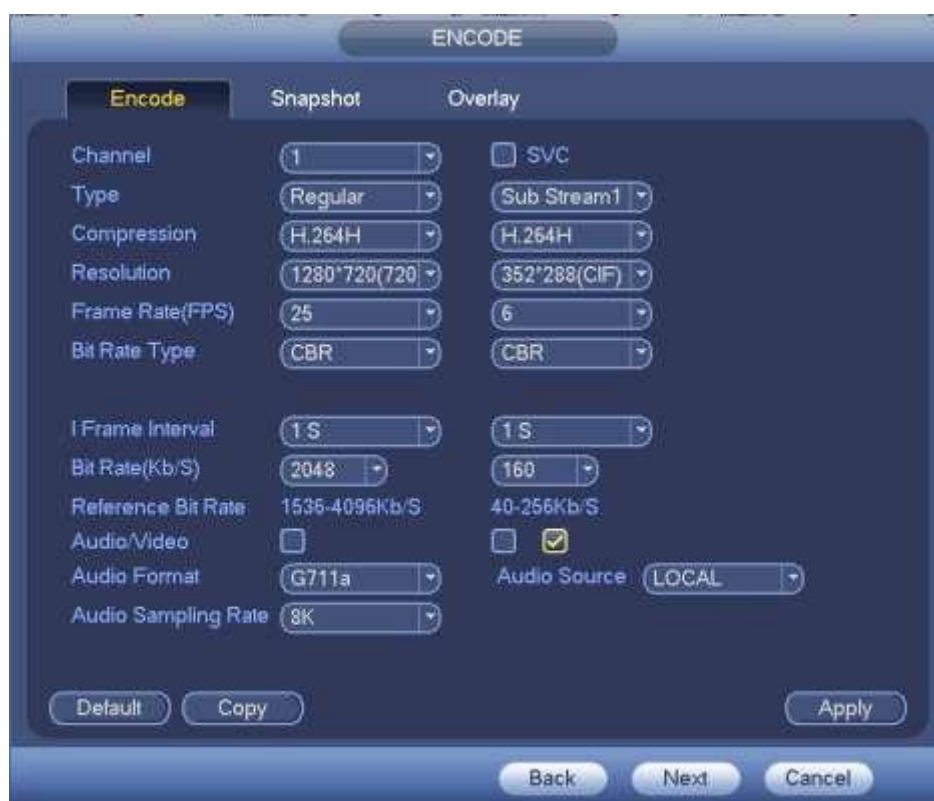 ENCODE
Encode Snapshot Overlay
Channel 1 SVC
Type Regular Sub Stream1
Compression H.264H H.264H
Resolution 1280*720(720 352*288(CIF)
Frame Rate(FPS) 25 6
Bit Rate Type CBR CBR
I Frame Interval 1 S 1 S
Bit Rate(Kb/S) 2048 160
Reference Bit Rate 1536-4096Kb/S 40-256Kb/S
Audio/Video
Audio Format G711a Audio Source LOCAL
Audio Sampling Rate 8K
Default Copy Apply
Back Next Cancel